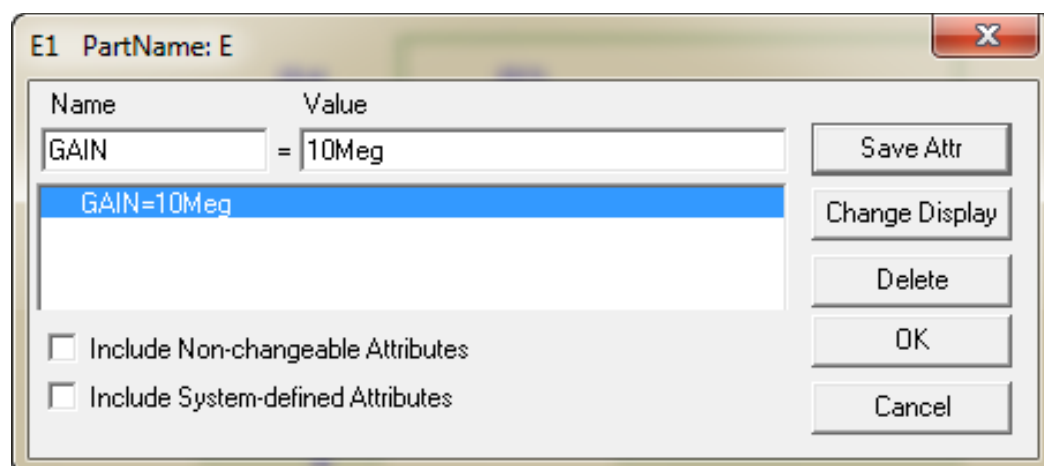 E1 PartName: E
Name Value
GAIN = 10Meg
Save Attr
GAIN=10Meg
Change Display
Delete
Include Non-changeable Attributes
OK
Include System-defined Attributes
Cancel